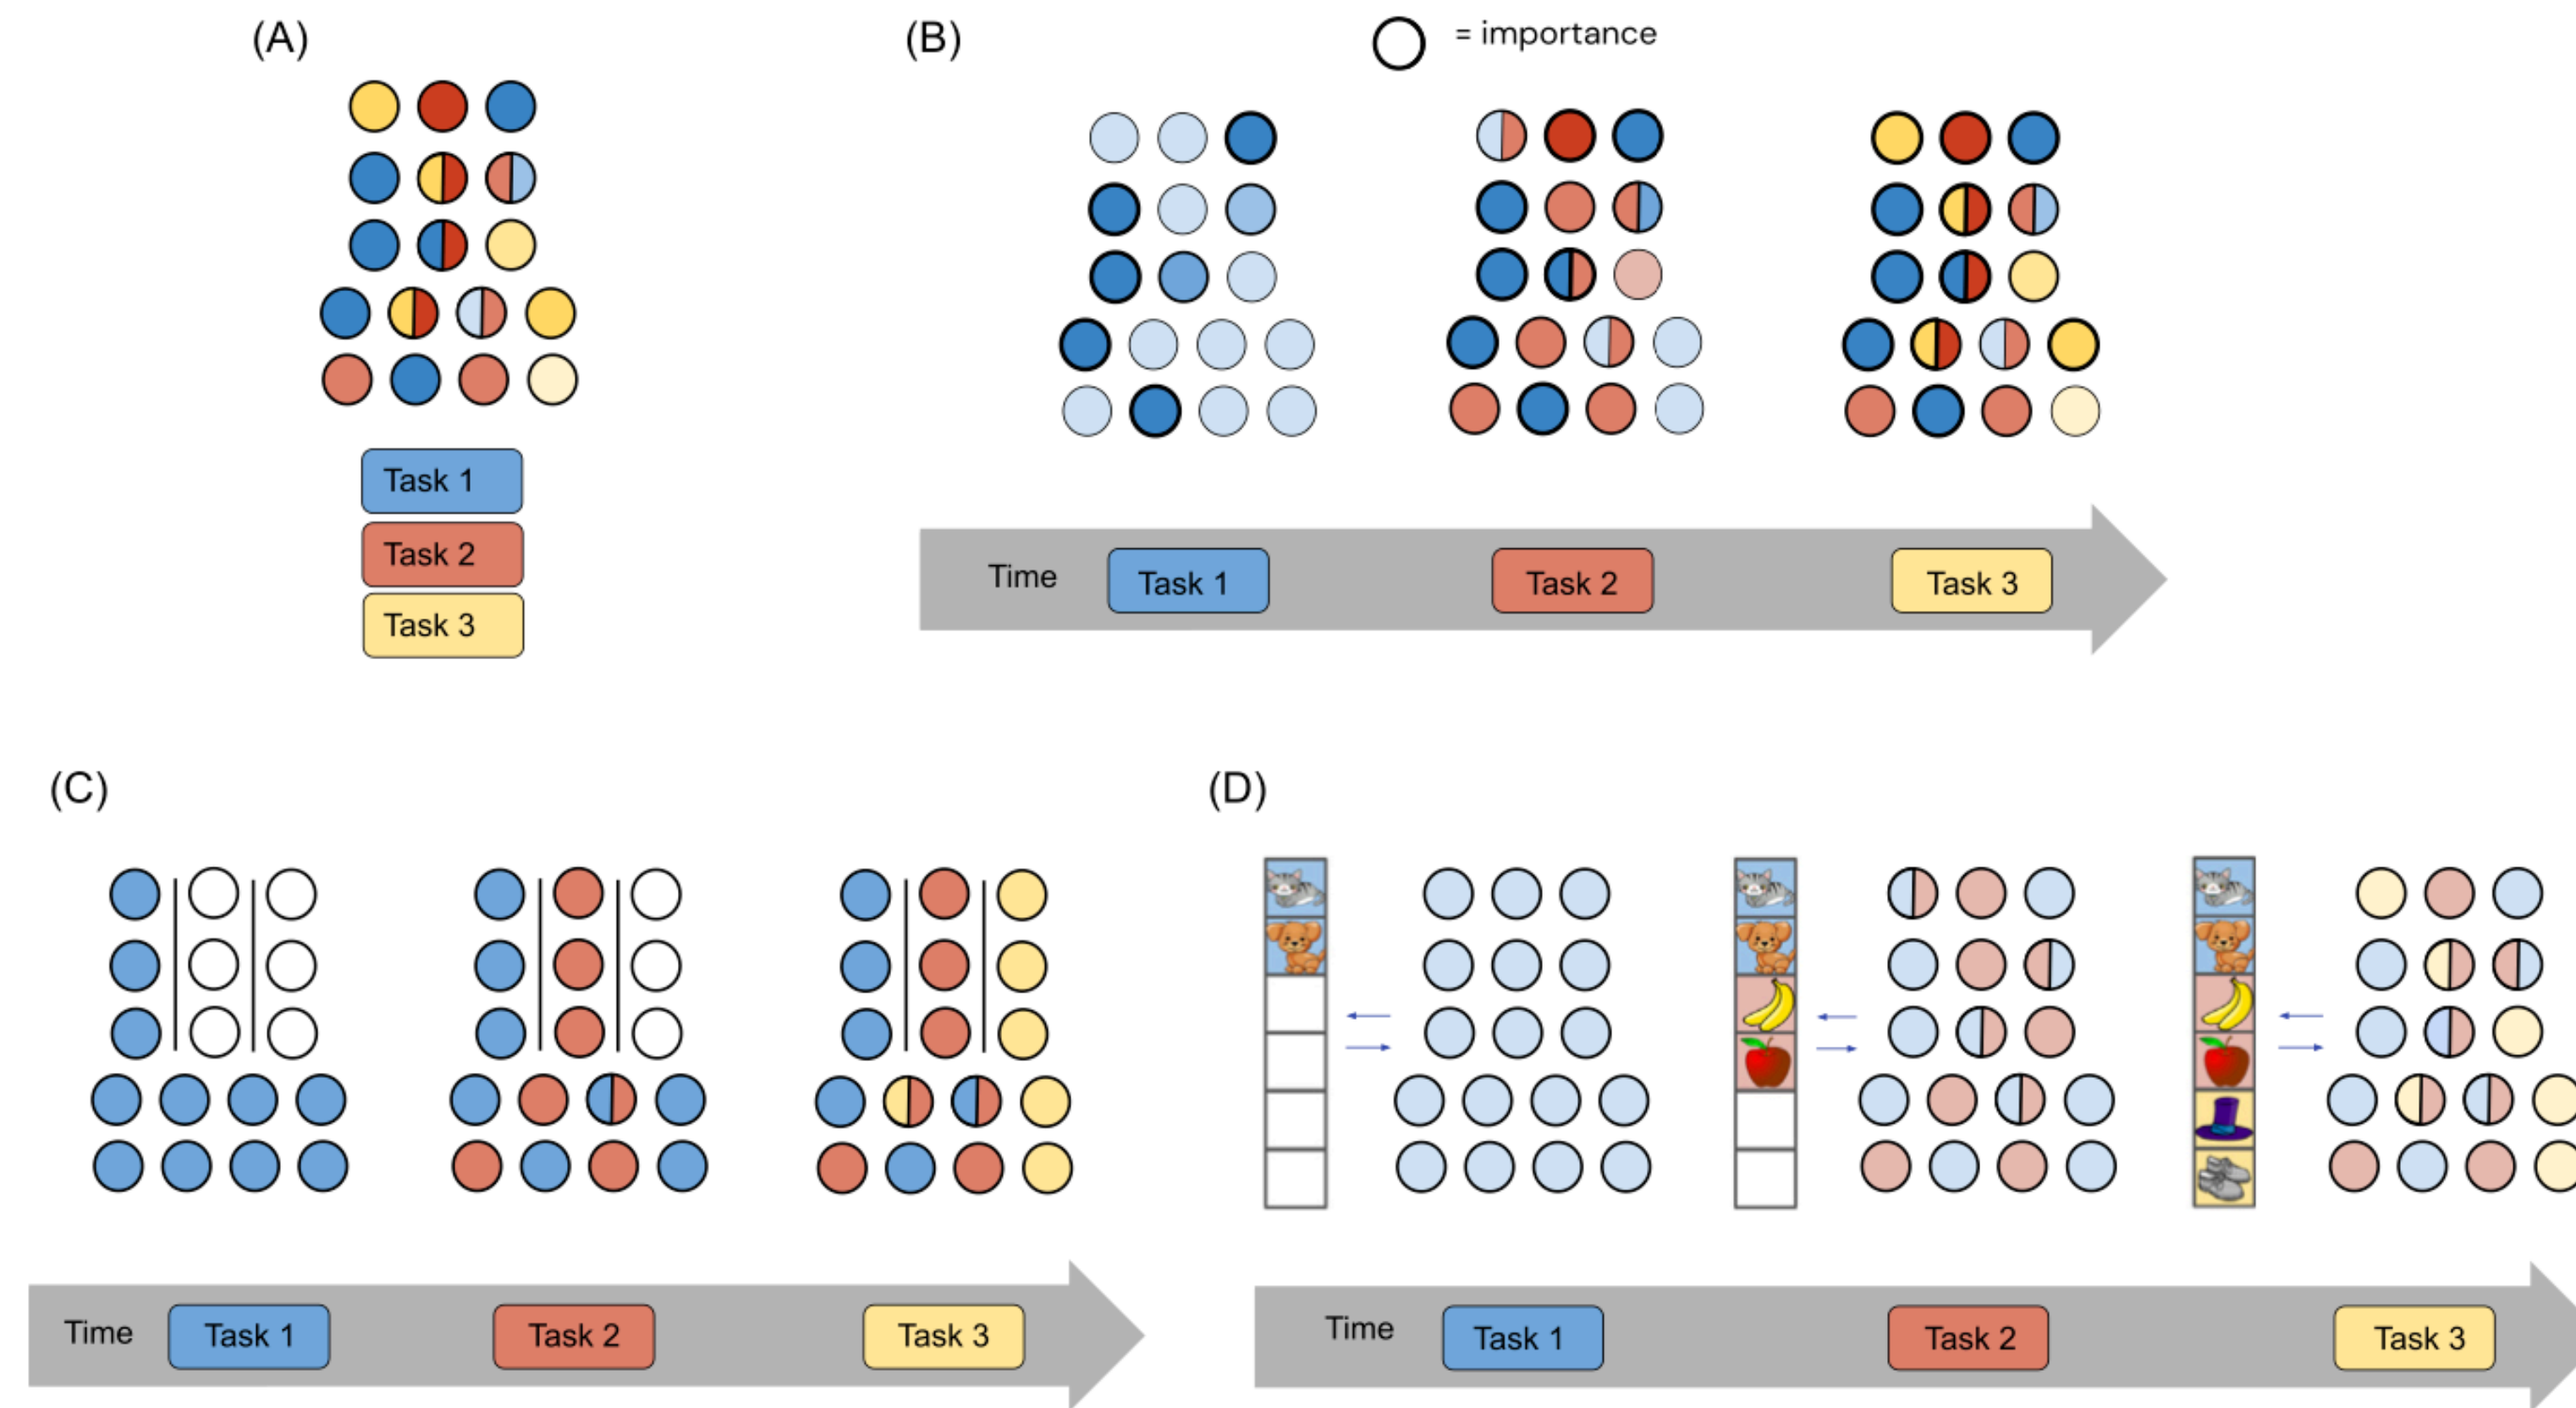 (A)
Task 1
Task 2
Task 3
(B)
= importance
Time Task 1 Task 2 Task 3
(C)
Time Task 1 Task 2 Task 3
(D)
Time Task 1 Task 2 Task 3